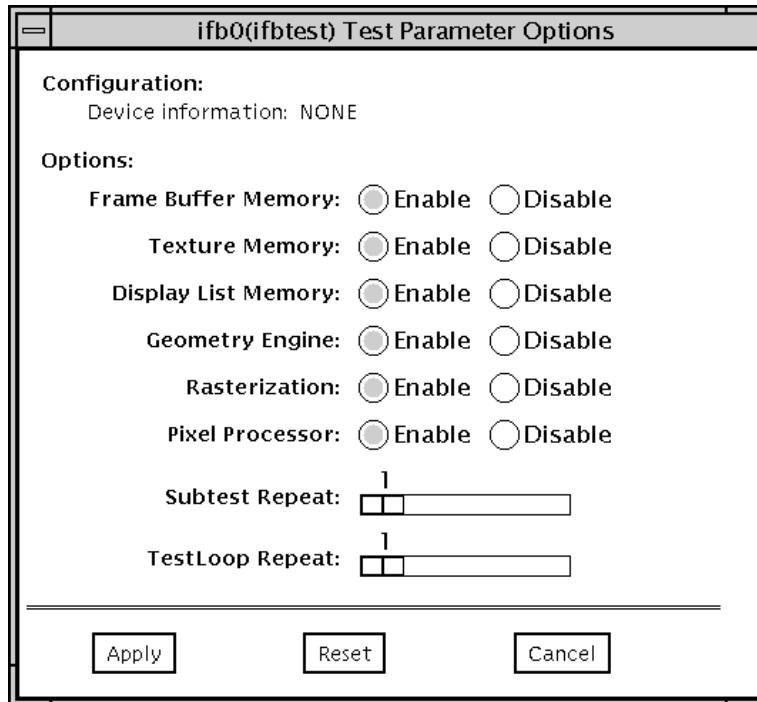 ifb0(ifbtest) Test Parameter Options
Configuration:
Device information: NONE
Options:
Frame Buffer Memory: Enable Disable
Texture Memory: Enable Disable
Display List Memory: Enable Disable
Geometry Engine: Enable Disable
Rasterization: Enable Disable
Pixel Processor: Enable Disable
1
Subtest Repeat:
1
TestLoop Repeat:
Apply Reset Cancel